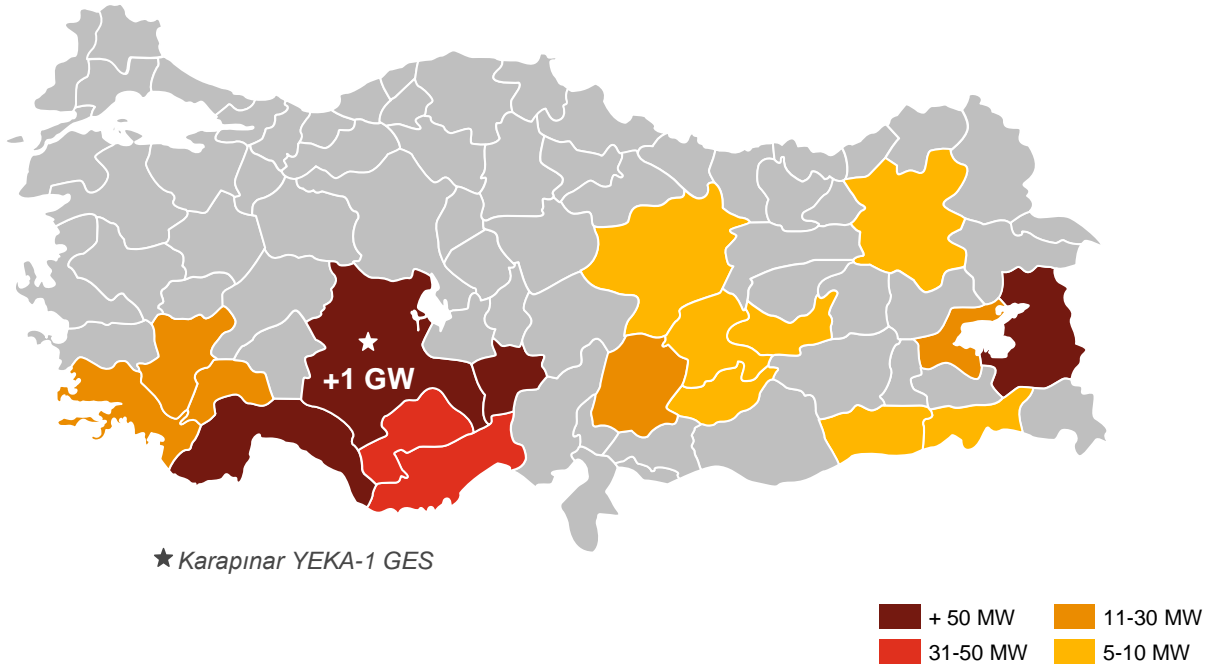 +1 GW
★ Karapınar YEKA-1 GES
+ 50 MW
11-30 MW
31-50 MW
5-10 MW